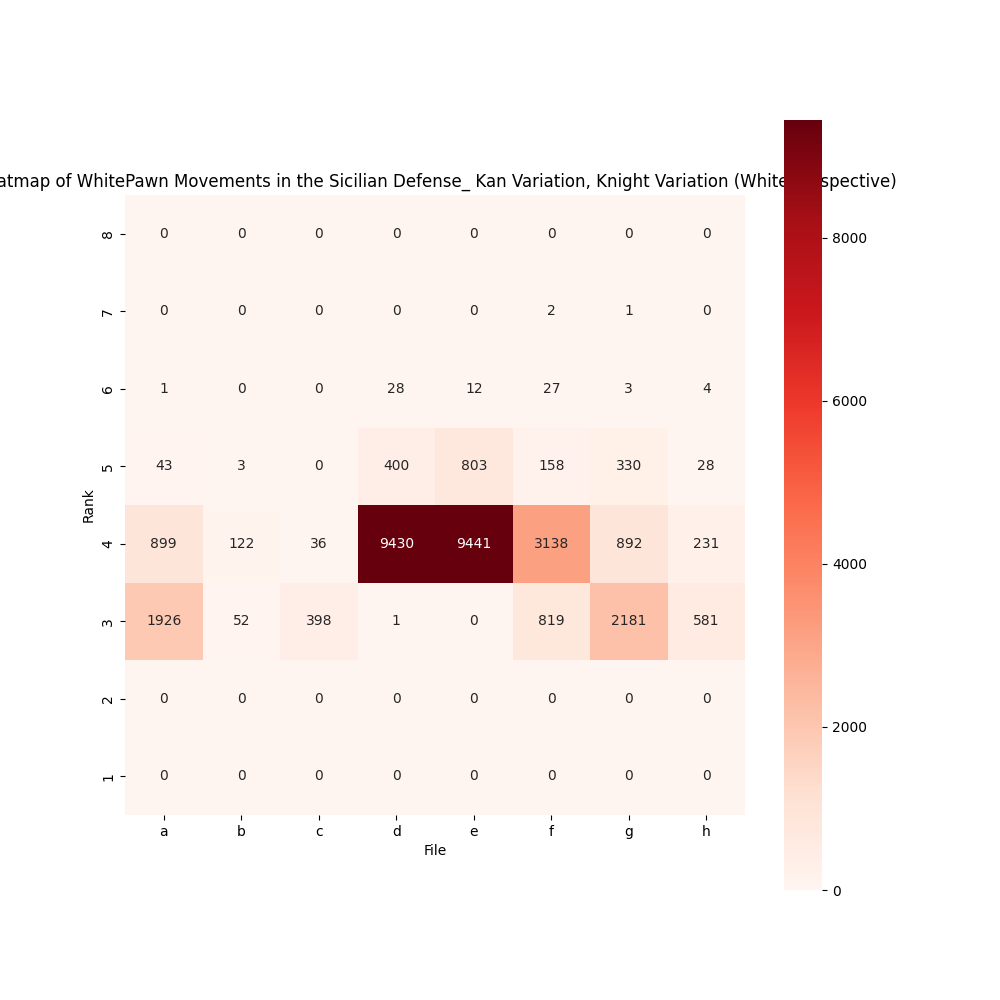 atmap of WhitePawn Movements in the Sicilian Defense_ Kan Variation, Knight Variation (White spective)
8 0 0 0 0 0 0 0 0
7 0 0 0 0 0 2 1 0
6 1 0 0 28 12 27 3 4
5 43 3 0 400 803 158 330 28
4 899 122 36 9430 9441 3138 892 231
3 1926 52 398 1 0 819 2181 581
2 0 0 0 0 0 0 0 0
1 0 0 0 0 0 0 0 0
a b c d e f g h
Rank
File
8000
6000
4000
2000
0